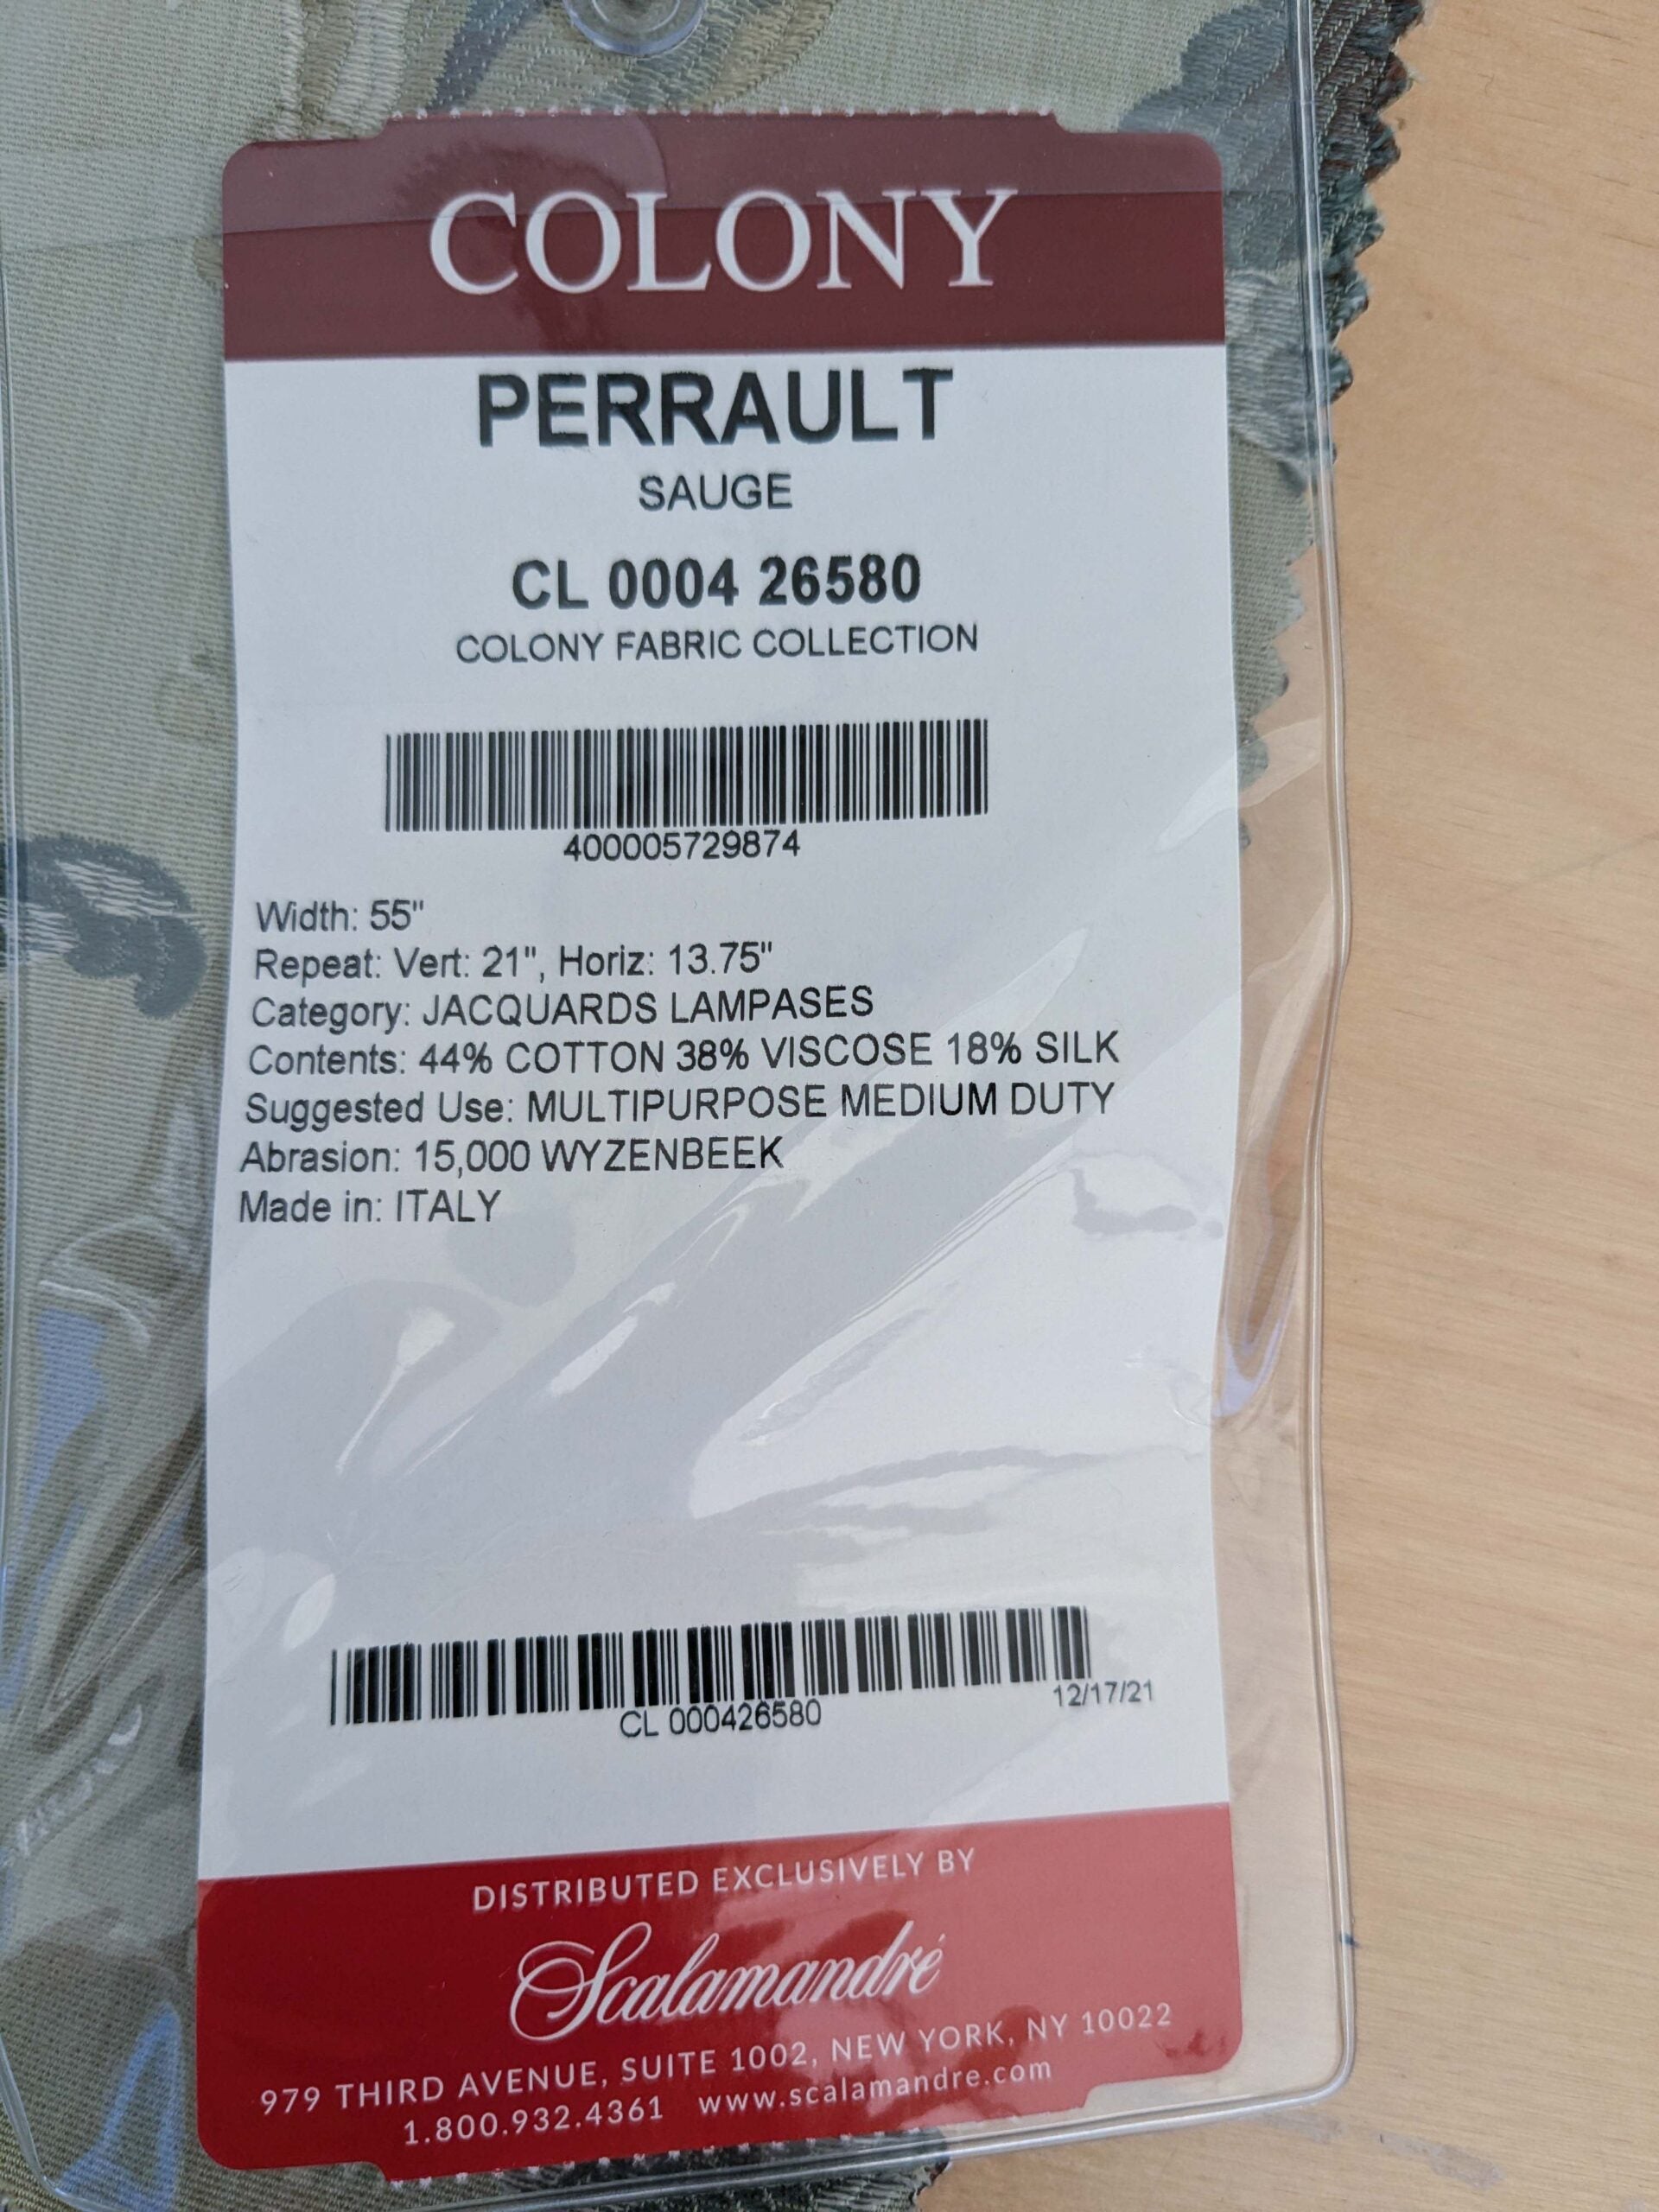 COLONY
PERRAULT
SAUGE
CL 0004 26580
COLONY FABRIC COLLECTION
400005729874
Width: 55"
Repeat: Vert: 21", Horiz: 13.75"
Category: JACQUARDS LAMPASES
Contents: 44% COTTON 38% VISCOSE 18% SILK
Suggested Use: MULTIPURPOSE MEDIUM DUTY
Abrasion: 15,000 WYZENBEEK
Made in: ITALY
CL 000426580
12/17/21
DISTRIBUTED EXCLUSIVELY BY
Scalamandré
979 THIRD AVENUE, SUITE 1002, NEW YORK, NY 10022
1.800.932.4361 www.scalamandre.com